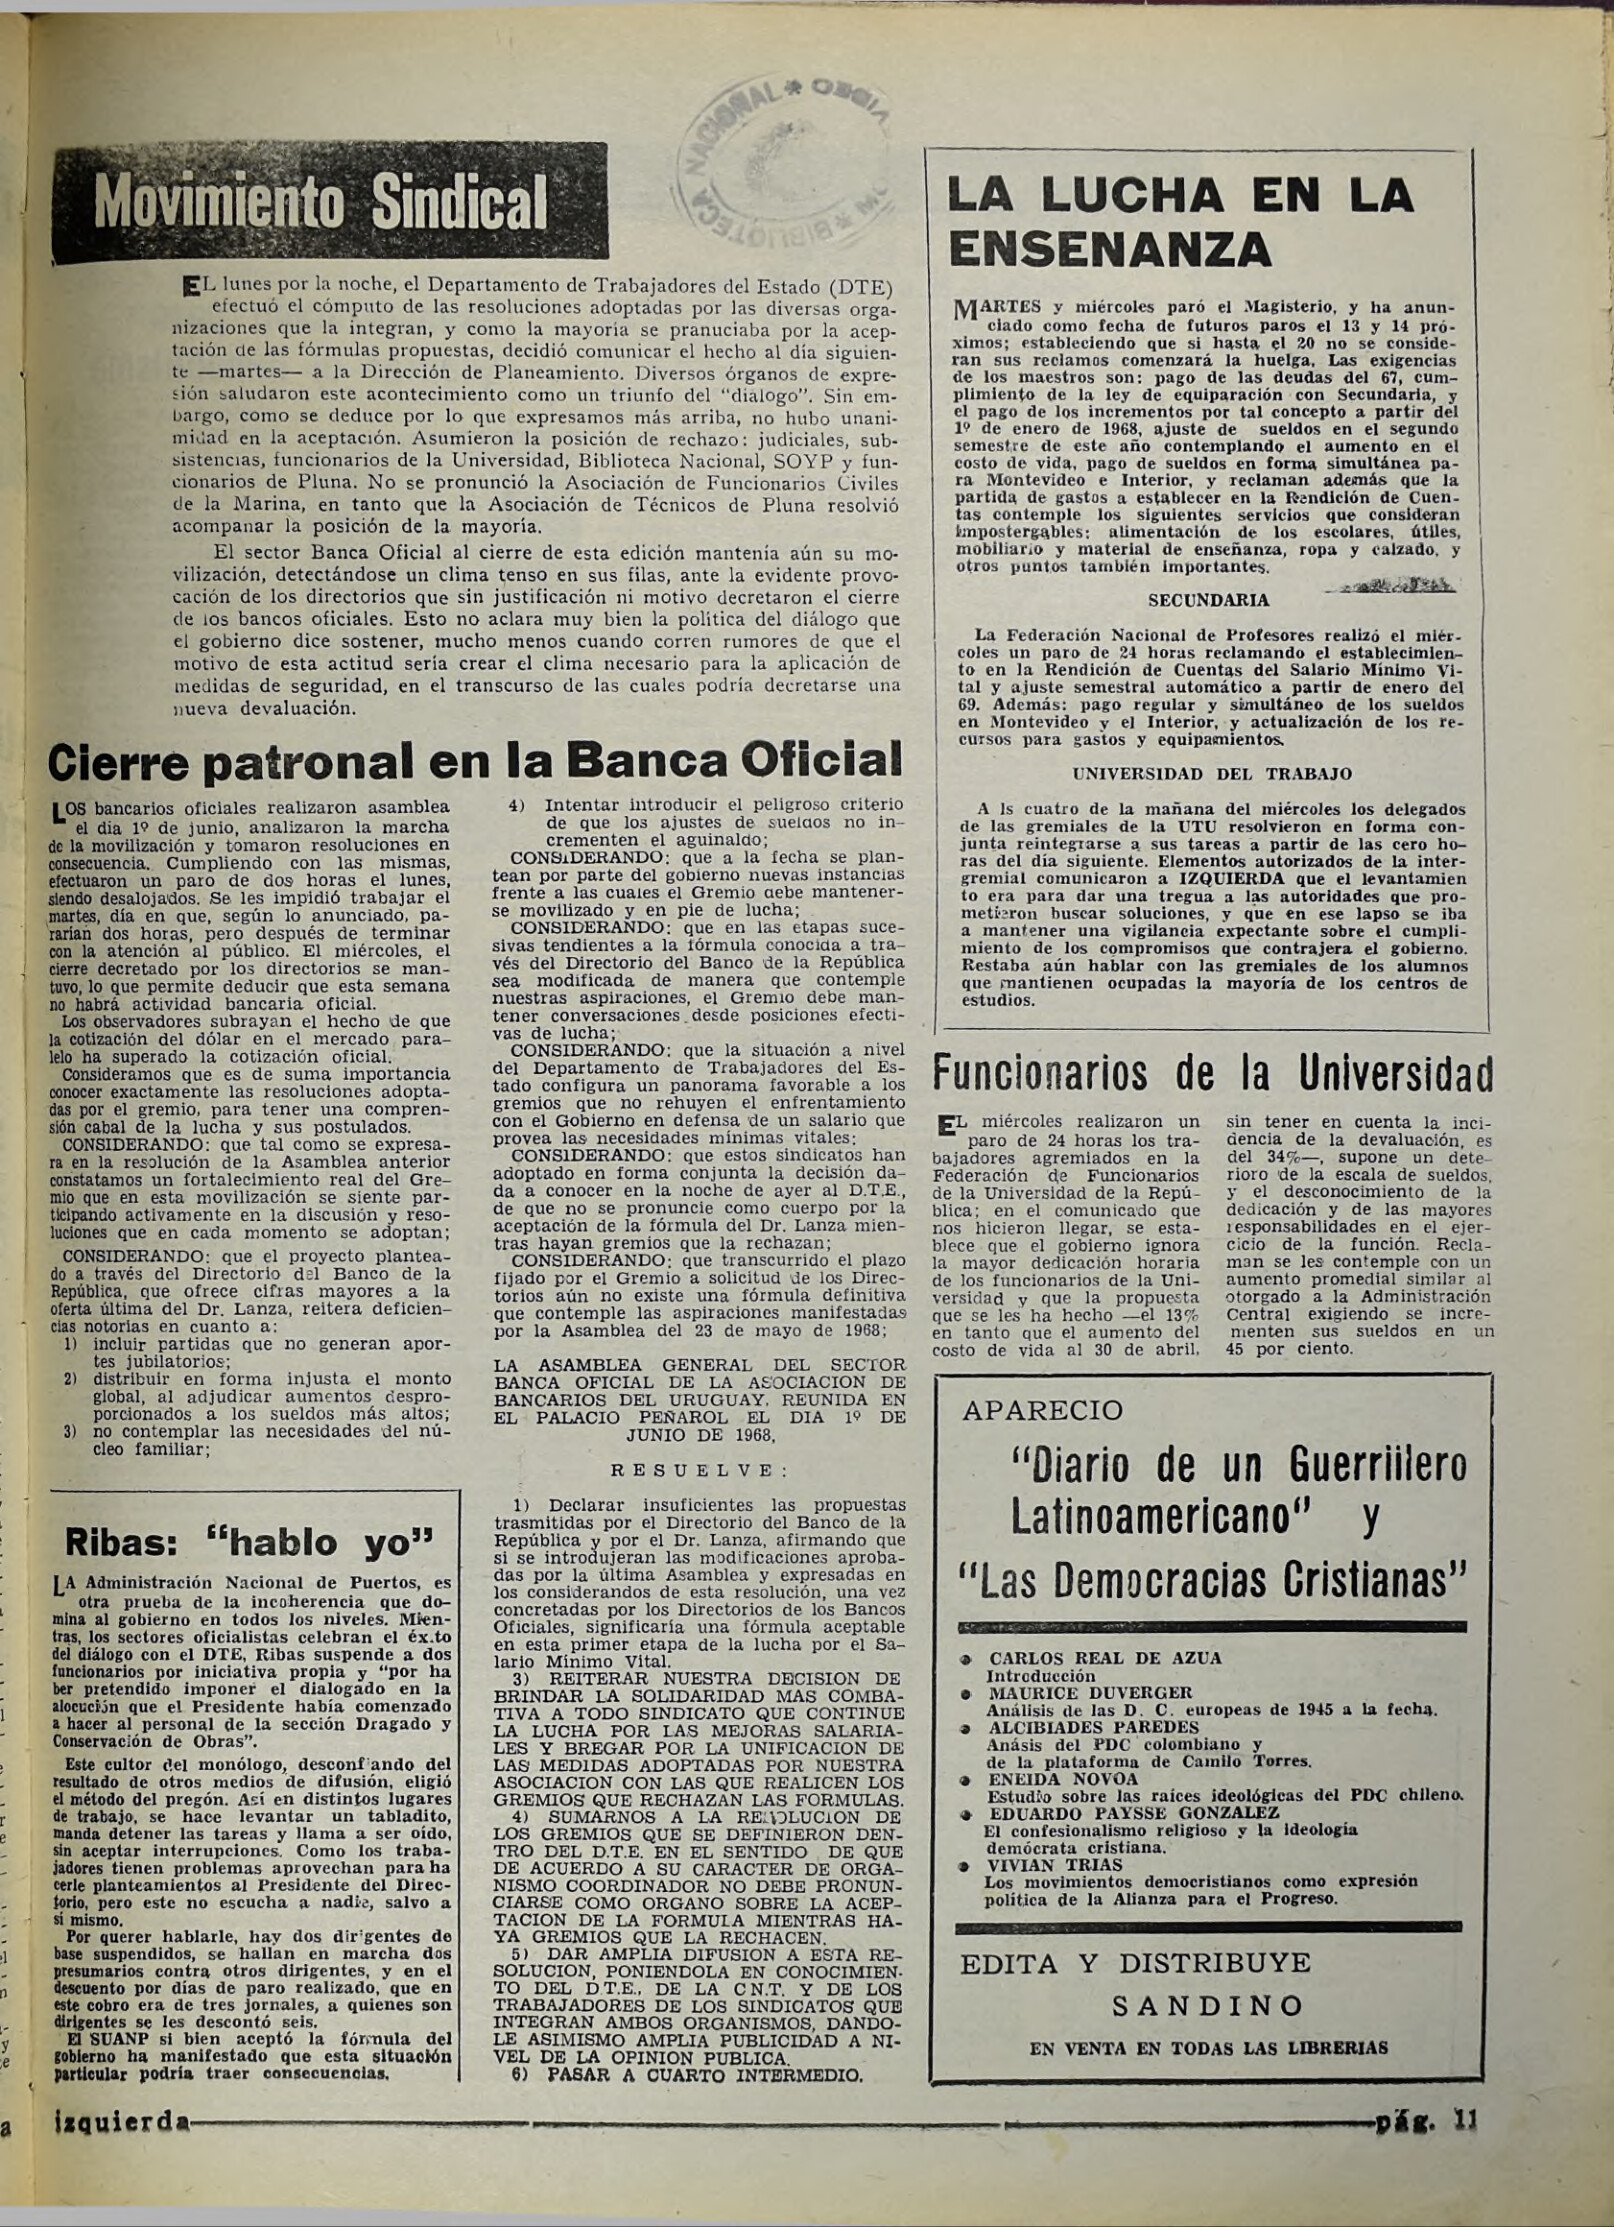 BIBLIOTECA NACIONAL
Movimiento Sindical
EL lunes por la noche, el Departamento de Trabajadores del Estado (DTE)
efectuó el cómputo de las resoluciones adoptadas por las diversas orga-
nizaciones que la integran, y como la mayoría se pranuciaba por la acep-
tación de las fórmulas propuestas, decidió comunicar el hecho al día siguien-
te —martes— a la Dirección de Planeamiento. Diversos órganos de expre-
sión saludaron este acontecimiento como un triunfo del "diálogo". Sin em-
bargo, como se deduce por lo que expresamos más arriba, no hubo unani-
midad en la aceptación. Asumieron la posición de rechazo: judiciales, sub-
sistencias, funcionarios de la Universidad, Biblioteca Nacional, SOYP y fun-
cionarios de Pluna. No se pronunció la Asociación de Funcionarios Civiles
de la Marina, en tanto que la Asociación de Técnicos de Pluna resolvió
acompanar la posición de la mayoría.
El sector Banca Oficial al cierre de esta edición mantenía aún su mo-
vilización, detectándose un clima tenso en sus filas, ante la evidente provo-
cación de los directorios que sin justificación ni motivo decretaron el cierre
de los bancos oficiales. Esto no aclara muy bien la política del diálogo que
el gobierno dice sostener, mucho menos cuando corren rumores de que el
motivo de esta actitud sería crear el clima necesario para la aplicación de
medidas de seguridad, en el transcurso de las cuales podría decretarse una
nueva devaluación.
Cierre patronal en la Banca Oficial
LOS bancarios oficiales realizaron asamblea
el día 1º de junio, analizaron la marcha
de la movilización y tomaron resoluciones en
consecuencia. Cumpliendo con las mismas,
efectuaron un paro de dos horas el lunes,
siendo desalojados. Se les impidió trabajar el
martes, día en que, según lo anunciado, pa-
rarían dos horas, pero después de terminar
con la atención al público. El miércoles, el
cierre decretado por los directorios se man-
tuvo, lo que permite deducir que esta semana
no habrá actividad bancaria oficial.
Los observadores subrayan el hecho de que
la cotización del dólar en el mercado para-
lelo ha superado la cotización oficial.
Consideramos que es de suma importancia
conocer exactamente las resoluciones adopta-
das por el gremio, para tener una compren-
sión cabal de la lucha y sus postulados.
CONSIDERANDO: que tal como se expresa-
ra en la resolución de la Asamblea anterior
constatamos un fortalecimiento real del Gre-
mio que en esta movilización se siente par-
ticipando activamente en la discusión y reso-
luciones que en cada momento se adoptan;
CONSIDERANDO: que el proyecto plantea-
do a través del Directorio del Banco de la
República, que ofrece cifras mayores a la
oferta última del Dr. Lanza, reitera deficien-
cias notorias en cuanto a:
1) incluir partidas que no generan apor-
tes jubilatorios;
2) distribuir en forma injusta el monto
global, al adjudicar aumentos despro-
porcionados a los sueldos más altos;
3) no contemplar las necesidades del nú-
cleo familiar;
4) Intentar introducir el peligroso criterio
de que los ajustes de sueldos no in-
crementen el aguinaldo;
CONSIDERANDO: que a la fecha se plan-
tean por parte del gobierno nuevas instancias
frente a las cuales el Gremio debe mantener-
se movilizado y en pie de lucha;
CONSIDERANDO: que en las etapas suce-
sivas tendientes a la fórmula conocida a tra-
vés del Directorio del Banco de la República
sea modificada de manera que contemple
nuestras aspiraciones, el Gremio debe man-
tener conversaciones desde posiciones efecti-
vas de lucha;
CONSIDERANDO: que la situación a nivel
del Departamento de Trabajadores del Es-
tado configura un panorama favorable a los
gremios que no rehuyen el enfrentamiento
con el Gobierno en defensa de un salario que
provea las necesidades mínimas vitales;
CONSIDERANDO: que estos sindicatos han
adoptado en forma conjunta la decisión da-
da a conocer en la noche de ayer al D.T.E.,
de que no se pronuncie como cuerpo por la
aceptación de la fórmula del Dr. Lanza mien-
tras hayan gremios que la rechazan;
CONSIDERANDO: que transcurrido el plazo
fijado por el Gremio a solicitud de los Direc-
torios aún no existe una fórmula definitiva
que contemple las aspiraciones manifestadas
por la Asamblea del 23 de mayo de 1968;
LA ASAMBLEA GENERAL DEL SECTOR
BANCA OFICIAL DE LA ASOCIACION DE
BANCARIOS DEL URUGUAY, REUNIDA EN
EL PALACIO PEÑAROL EL DIA 1º DE
JUNIO DE 1968,
RESUELVE:
1) Declarar insuficientes las propuestas
trasmitidas por el Directorio del Banco de la
República y por el Dr. Lanza, afirmando que
si se introdujeran las modificaciones aproba-
das por la última Asamblea y expresadas en
los considerandos de esta resolución, una vez
concretadas por los Directorios de los Bancos
Oficiales, significaría una fórmula aceptable
en esta primer etapa de la lucha por el Sa-
lario Mínimo Vital.
3) REITERAR NUESTRA DECISION DE
BRINDAR LA SOLIDARIDAD MAS COMBA-
TIVA A TODO SINDICATO QUE CONTINUE
LA LUCHA POR LAS MEJORAS SALARIA-
LES Y BREGAR POR LA UNIFICACION DE
LAS MEDIDAS ADOPTADAS POR NUESTRA
ASOCIACION CON LAS QUE REALICEN LOS
GREMIOS QUE RECHAZAN LAS FORMULAS.
4) SUMARNOS A LA RESOLUCION DE
LOS GREMIOS QUE SE DEFINIERON DEN-
TRO DEL D.T.E. EN EL SENTIDO DE QUE
DE ACUERDO A SU CARACTER DE ORGA-
NISMO COORDINADOR NO DEBE PRONUN-
CIARSE COMO ORGANO SOBRE LA ACEP-
TACION DE LA FORMULA MIENTRAS HA-
YA GREMIOS QUE LA RECHACEN.
5) DAR AMPLIA DIFUSION A ESTA RE-
SOLUCION, PONIENDOLA EN CONOCIMIEN-
TO DEL D.T.E., DE LA C N.T. Y DE LOS
TRABAJADORES DE LOS SINDICATOS QUE
INTEGRAN AMBOS ORGANISMOS, DANDO-
LE ASIMISMO AMPLIA PUBLICIDAD A NI-
VEL DE LA OPINION PUBLICA.
6) PASAR A CUARTO INTERMEDIO.
Ribas: "hablo yo"
LA Administración Nacional de Puertos, es
otra prueba de la incoherencia que do-
mina al gobierno en todos los niveles. Mien-
tras, los sectores oficialistas celebran el éx.to
del diálogo con el DTE, Ribas suspende a dos
funcionarios por iniciativa propia y "por ha
ber pretendido imponer el dialogado en la
alocución que el Presidente había comenzado
a hacer al personal de la sección Dragado y
Conservación de Obras".
Este cultor del monólogo, desconfiando del
resultado de otros medios de difusión, eligió
el método del pregón. Así en distintos lugares
de trabajo, se hace levantar un tabladito,
manda detener las tareas y llama a ser oído,
sin aceptar interrupciones. Como los traba-
jadores tienen problemas aprovechan para ha
cerle planteamientos al Presidente del Direc-
torio, pero este no escucha a nadie, salvo a
sí mismo.
Por querer hablarle, hay dos dirigentes de
base suspendidos, se hallan en marcha dos
presumarios contra otros dirigentes, y en el
descuento por días de paro realizado, que en
este cobro era de tres jornales, a quienes son
dirigentes se les descontó seis.
El SUANP si bien aceptó la fórmula del
gobierno ha manifestado que esta situación
particular podría traer consecuencias.
LA LUCHA EN LA
ENSENANZA
MARTES y miércoles paró el Magisterio, y ha anun-
ciado como fecha de futuros paros el 13 y 14 pró-
ximos; estableciendo que si hasta el 20 no se conside-
ran sus reclamos comenzará la huelga. Las exigencias
de los maestros son: pago de las deudas del 67, cum-
plimiento de la ley de equiparación con Secundaria, y
el pago de los incrementos por tal concepto a partir del
1º de enero de 1968, ajuste de sueldos en el segundo
semestre de este año contemplando el aumento en el
costo de vida, pago de sueldos en forma simultánea pa-
ra Montevideo e Interior, y reclaman además que la
partida de gastos a establecer en la Rendición de Cuen-
tas contemple los siguientes servicios que consideran
impostergables: alimentación de los escolares, útiles,
mobiliario y material de enseñanza, ropa y calzado, y
otros puntos también importantes.
SECUNDARIA
La Federación Nacional de Profesores realizó el miér-
coles un paro de 24 horas reclamando el establecimien-
to en la Rendición de Cuentas del Salario Mínimo Vi-
tal y ajuste semestral automático a partir de enero del
69. Además: pago regular y simultáneo de los sueldos
en Montevideo y el Interior, y actualización de los re-
cursos para gastos y equipamientos.
UNIVERSIDAD DEL TRABAJO
A ls cuatro de la mañana del miércoles los delegados
de las gremiales de la UTU resolvieron en forma con-
junta reintegrarse a sus tareas a partir de las cero ho-
ras del día siguiente. Elementos autorizados de la inter-
gremial comunicaron a IZQUIERDA que el levantamien
to era para dar una tregua a las autoridades que pro-
metieron buscar soluciones, y que en ese lapso se iba
a mantener una vigilancia expectante sobre el cumpli-
miento de los compromisos que contrajera el gobierno.
Restaba aún hablar con las gremiales de los alumnos
que mantienen ocupadas la mayoría de los centros de
estudios.
Funcionarios de la Universidad
EL miércoles realizaron un
paro de 24 horas los tra-
bajadores agremiados en la
Federación de Funcionarios
de la Universidad de la Repú-
blica; en el comunicado que
nos hicieron llegar, se esta-
blece que el gobierno ignora
la mayor dedicación horaria
de los funcionarios de la Uni-
versidad y que la propuesta
que se les ha hecho —el 13%
en tanto que el aumento del
costo de vida al 30 de abril,
sin tener en cuenta la inci-
dencia de la devaluación, es
del 34%—, supone un dete-
rioro de la escala de sueldos,
y el desconocimiento de la
dedicación y de las mayores
responsabilidades en el ejer-
cicio de la función. Recla-
man se les contemple con un
aumento promedial similar al
otorgado a la Administración
Central exigiendo se incre-
menten sus sueldos en un
45 por ciento.
APARECIO
"Diario de un Guerrillero
Latinoamericano" y
"Las Democracias Cristianas"
CARLOS REAL DE AZUA
Introducción
MAURICE DUVERGER
Análisis de las D. C. europeas de 1945 a la fecha.
ALCIBIADES PAREDES
Anásis del PDC colombiano y
de la plataforma de Camilo Torres.
ENEIDA NOVOA
Estudio sobre las raíces ideológicas del PDC chileno.
EDUARDO PAYSSE GONZALEZ
El confesionalismo religioso y la ideología
demócrata cristiana.
VIVIAN TRIAS
Los movimientos democristianos como expresión
política de la Alianza para el Progreso.
EDITA Y DISTRIBUYE
SANDINO
EN VENTA EN TODAS LAS LIBRERIAS
izquierda
pág. 11